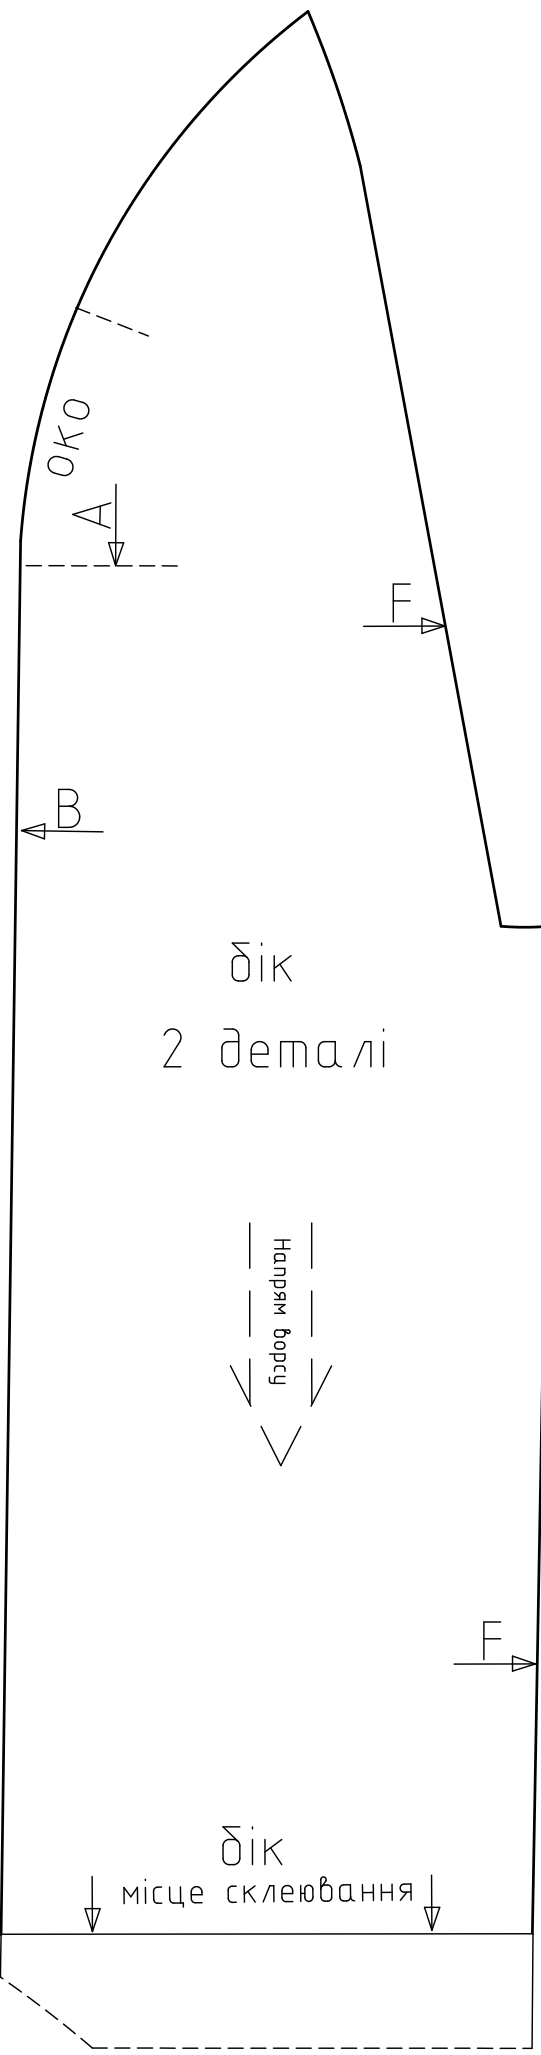 око
А
F
В
бік
2 деталі
Напрям ворсу
F
бік
місце склеювання